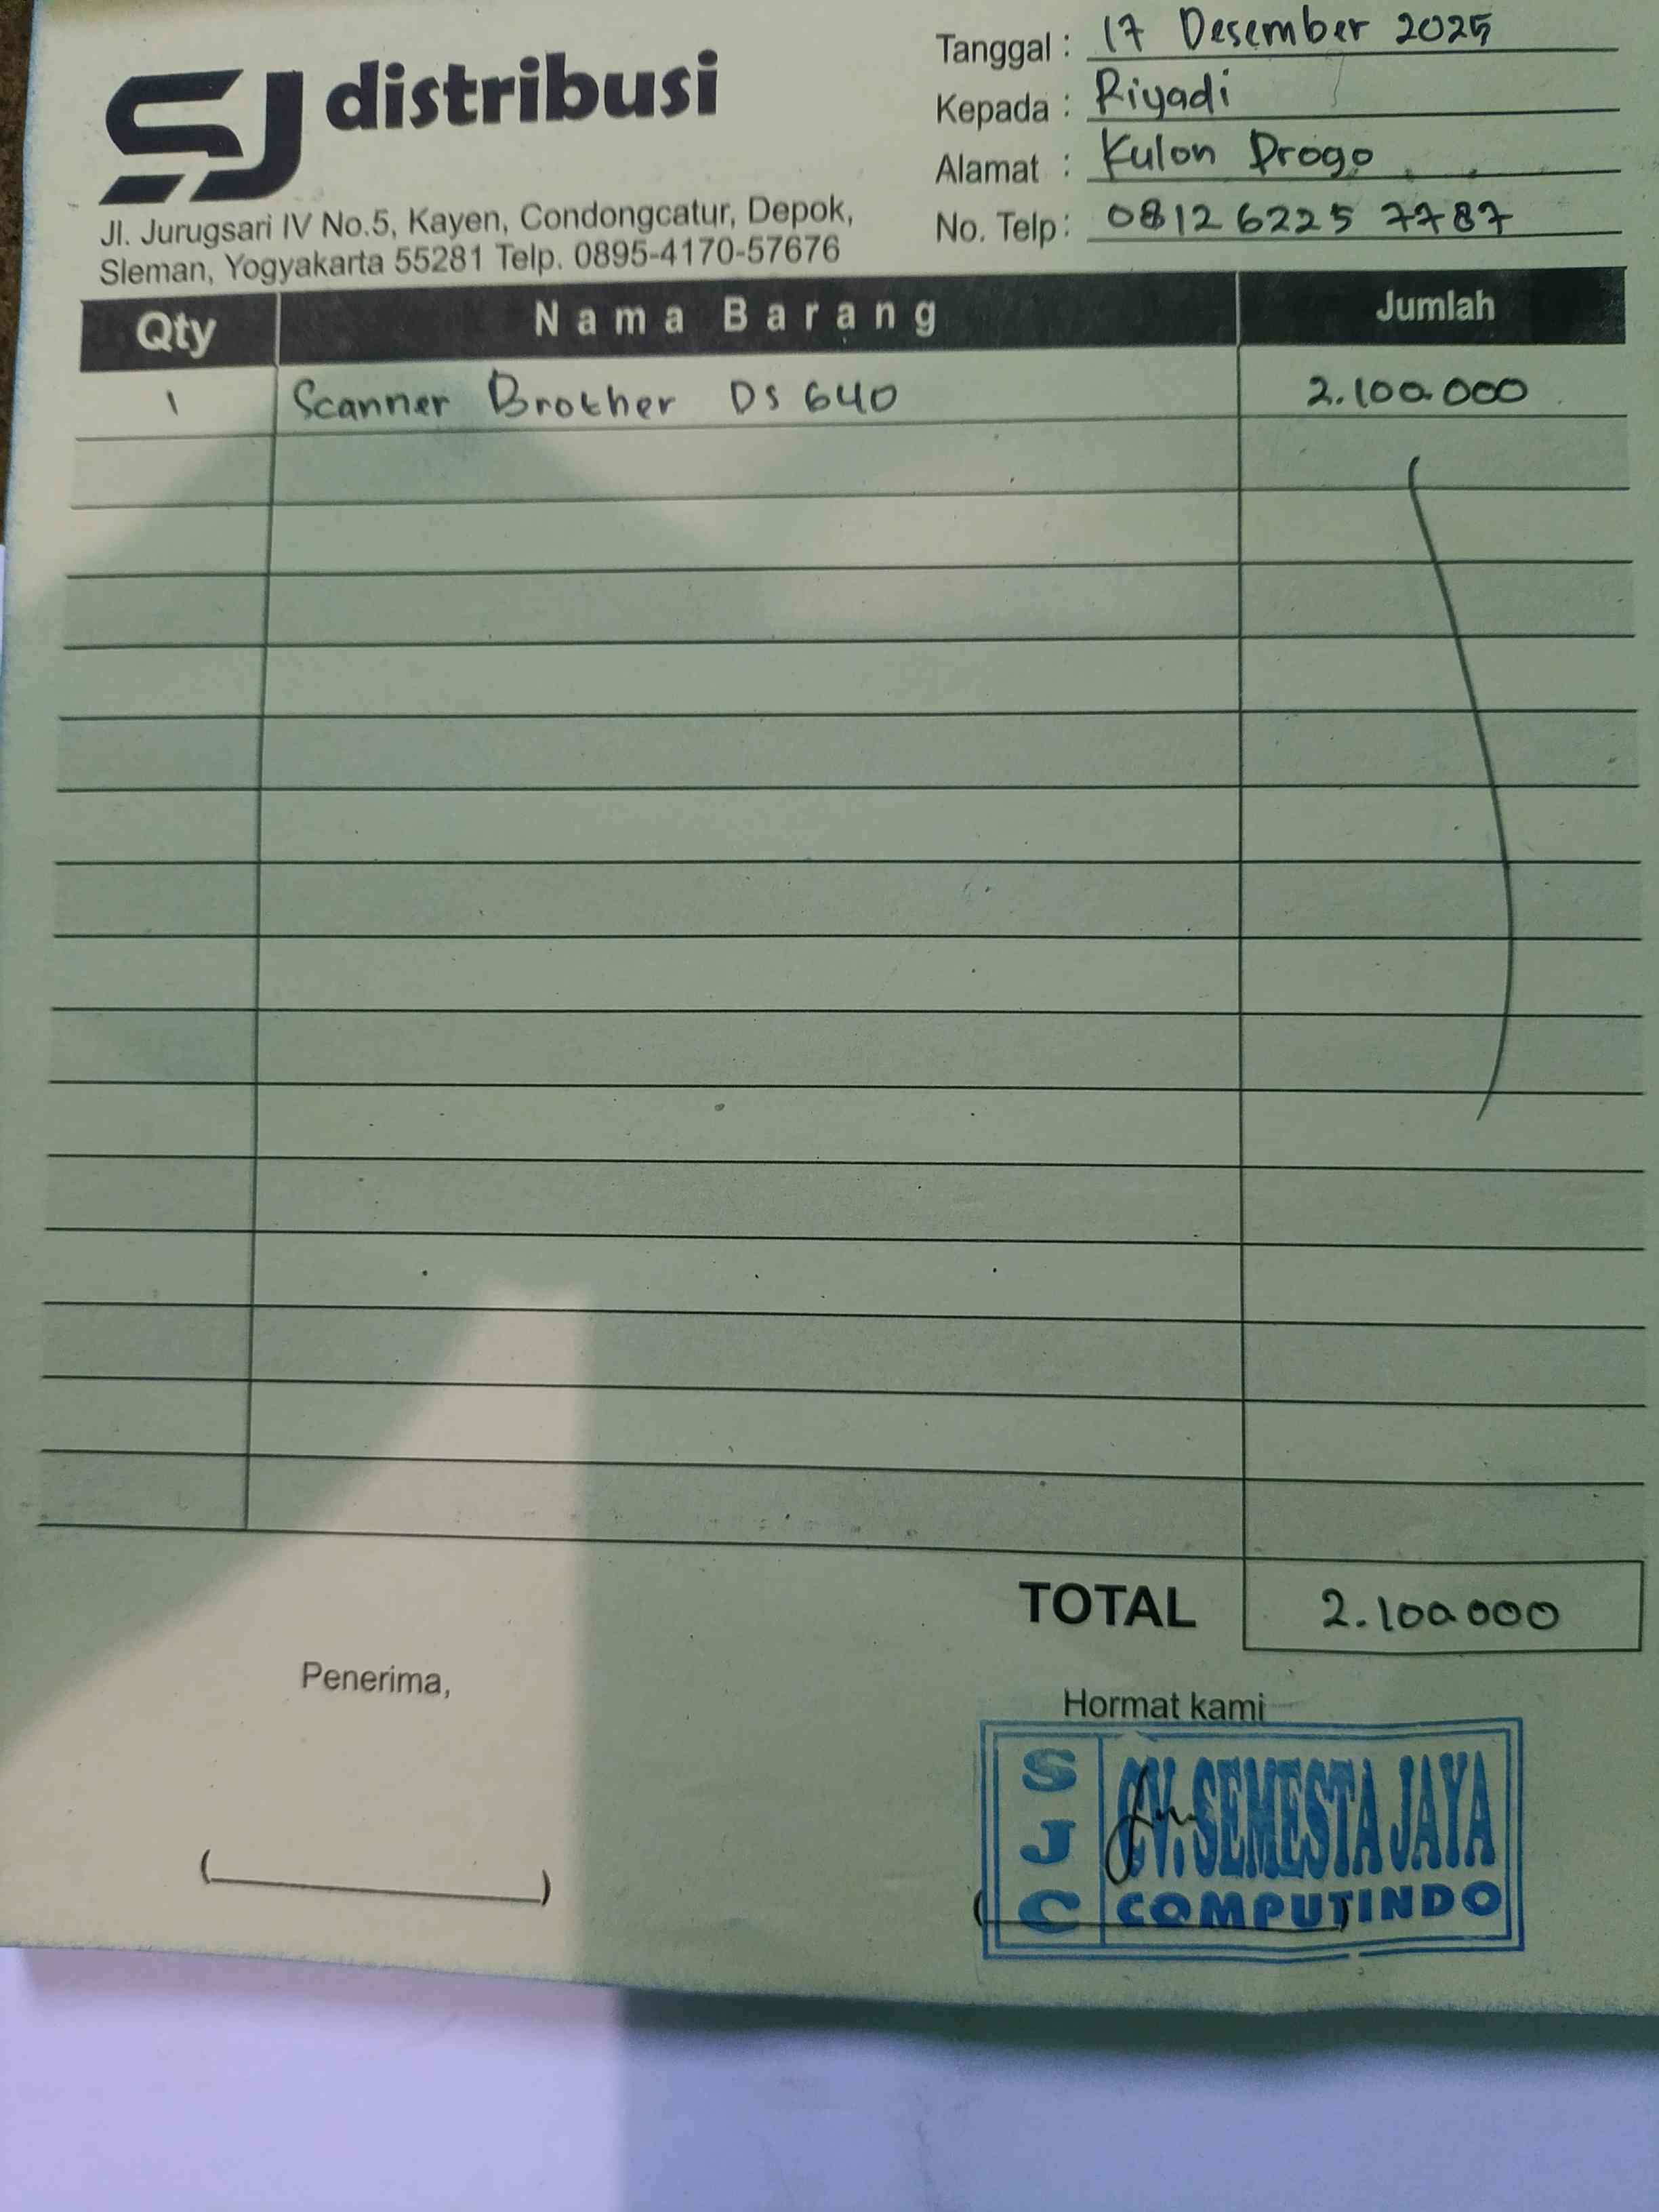 SJ distribusi
Jl. Jurugsari IV No.5, Kayen, Condongcatur, Depok,
Sleman, Yogyakarta 55281 Telp. 0895-4170-57676
Tanggal : 17 Desember 2025
Kepada : Riyadi
Alamat : Kulon Progo
No. Telp : 0812 6225 7787
Qty Nama Barang Jumlah
1 Scanner Brother DS 640 2.100.000
TOTAL 2.100.000
Penerima,
Hormat kami
SJC
CV. SEMESTA JAYA
COMPUTINDO